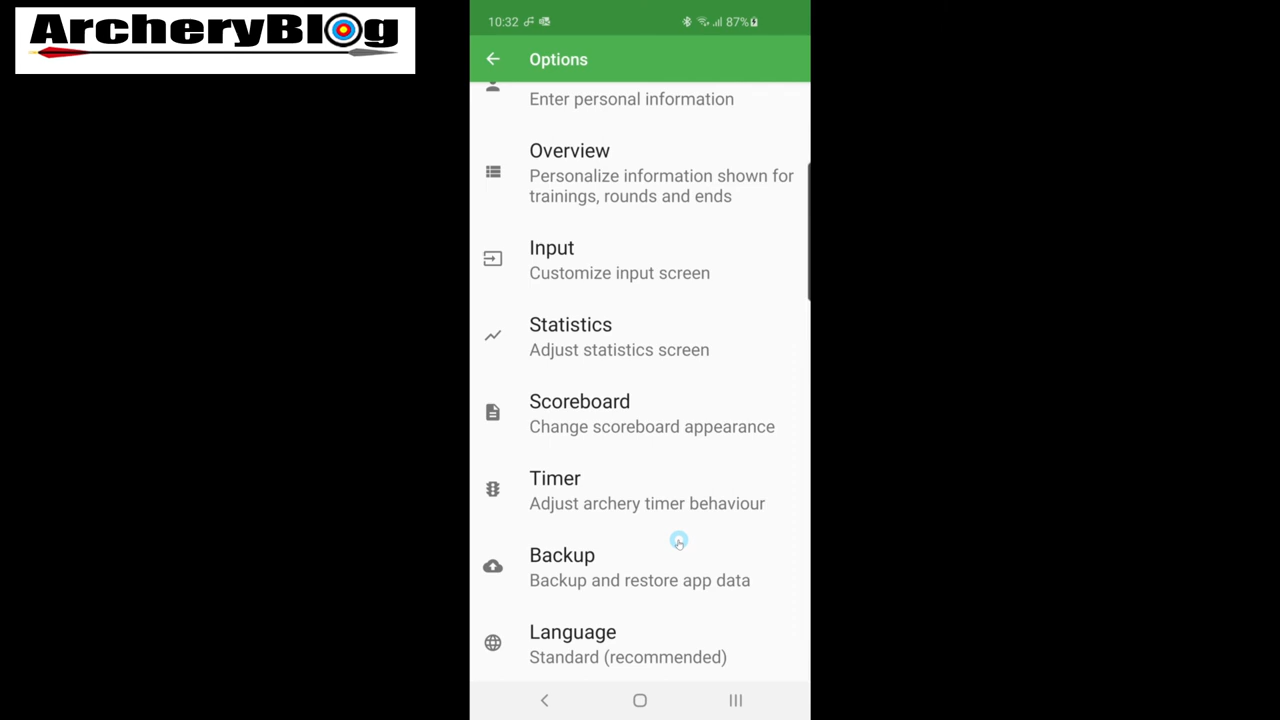 ArcheryBlog
10:32
87%
Options
Enter personal information
Overview
Personalize information shown for
trainings, rounds and ends
Input
Customize input screen
Statistics
Adjust statistics screen
Scoreboard
Change scoreboard appearance
Timer
Adjust archery timer behaviour
Backup
Backup and restore app data
Language
Standard (recommended)